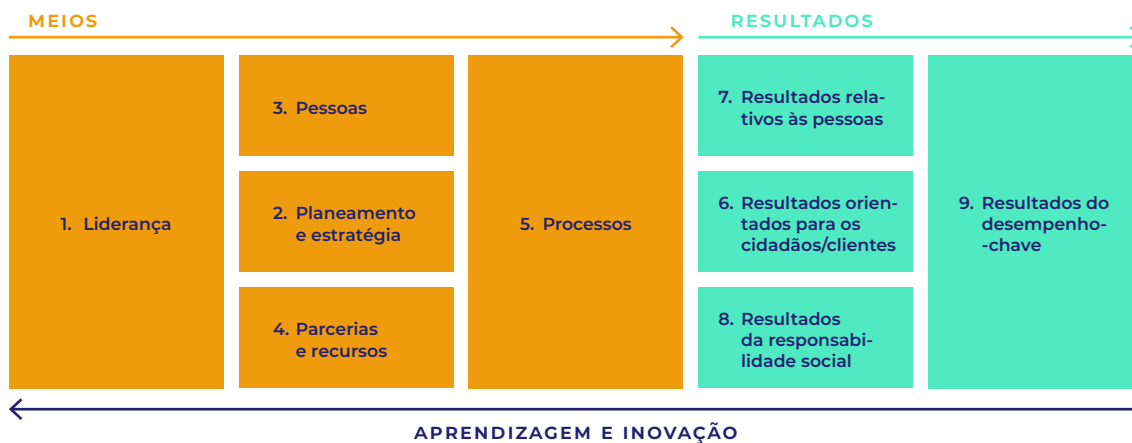 MEIOS
RESULTADOS
1. Liderança
3. Pessoas
2. Planeamento
e estratégia
4. Parcerias
e recursos
5. Processos
7. Resultados rela-
tivos às pessoas
6. Resultados orien-
tados para os
cidadãos/clientes
8. Resultados
da responsabi-
lidade social
9. Resultados do
desempenho-
-chave
APRENDIZAGEM E INOVAÇÃO